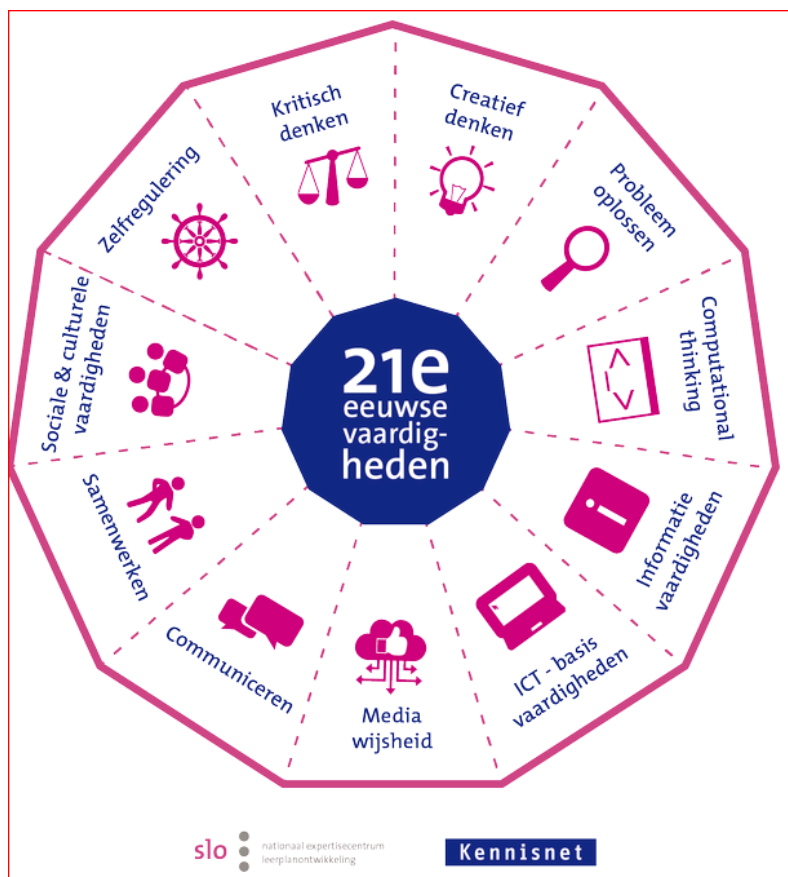 21e
eeuwse
vaardig-
heden
Kritisch
denken
Creatief
denken
Probleem
oplossen
Computational
thinking
Informatie
vaardigheden
ICT - basis
vaardigheden
Media
wijsheid
Communiceren
Samenwerken
Sociale & culturele
vaardigheden
Zelfregulering
slo
nationaal expertisecentrum
leerplanontwikkeling
Kennisnet